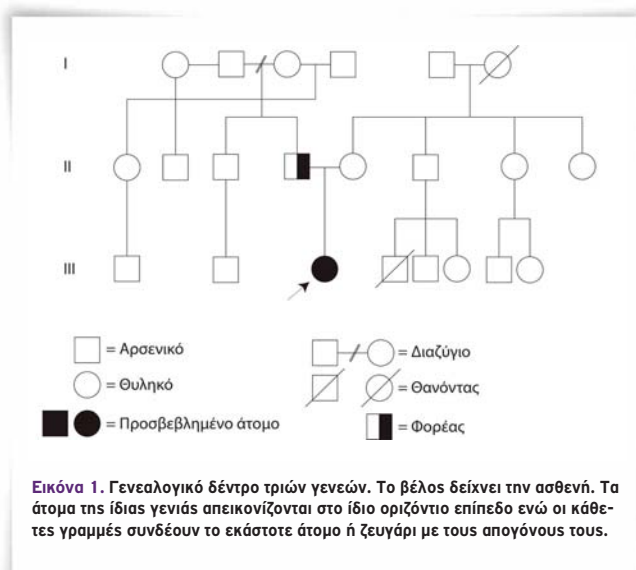 I
II
III
= Αρσενικό
= Διαζύγιο
= Θυληκό
= Θανόντας
= Προσβεβλημένο άτομο
= Φορέας
Εικόνα 1. Γενεαλογικό δέντρο τριών γενεών. Το βέλος δείχνει την ασθενή. Τα
άτομα της ίδιας γενιάς απεικονίζονται στο ίδιο οριζόντιο επίπεδο ενώ οι κάθε-
τες γραμμές συνδέουν το εκάστοτε άτομο ή ζευγάρι με τους απογόνους τους.